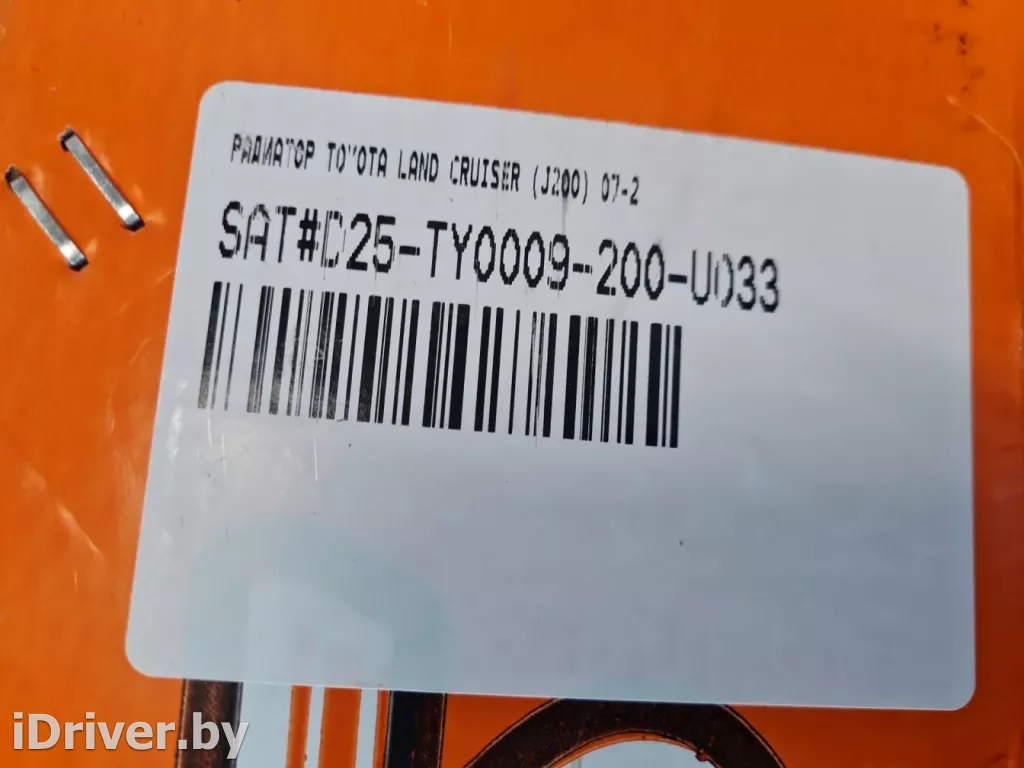 РАДИАТОР TOYOTA LAND CRUISER (J200) 07-2
SAT#D25-TY0009-200-U033
iDriver.by